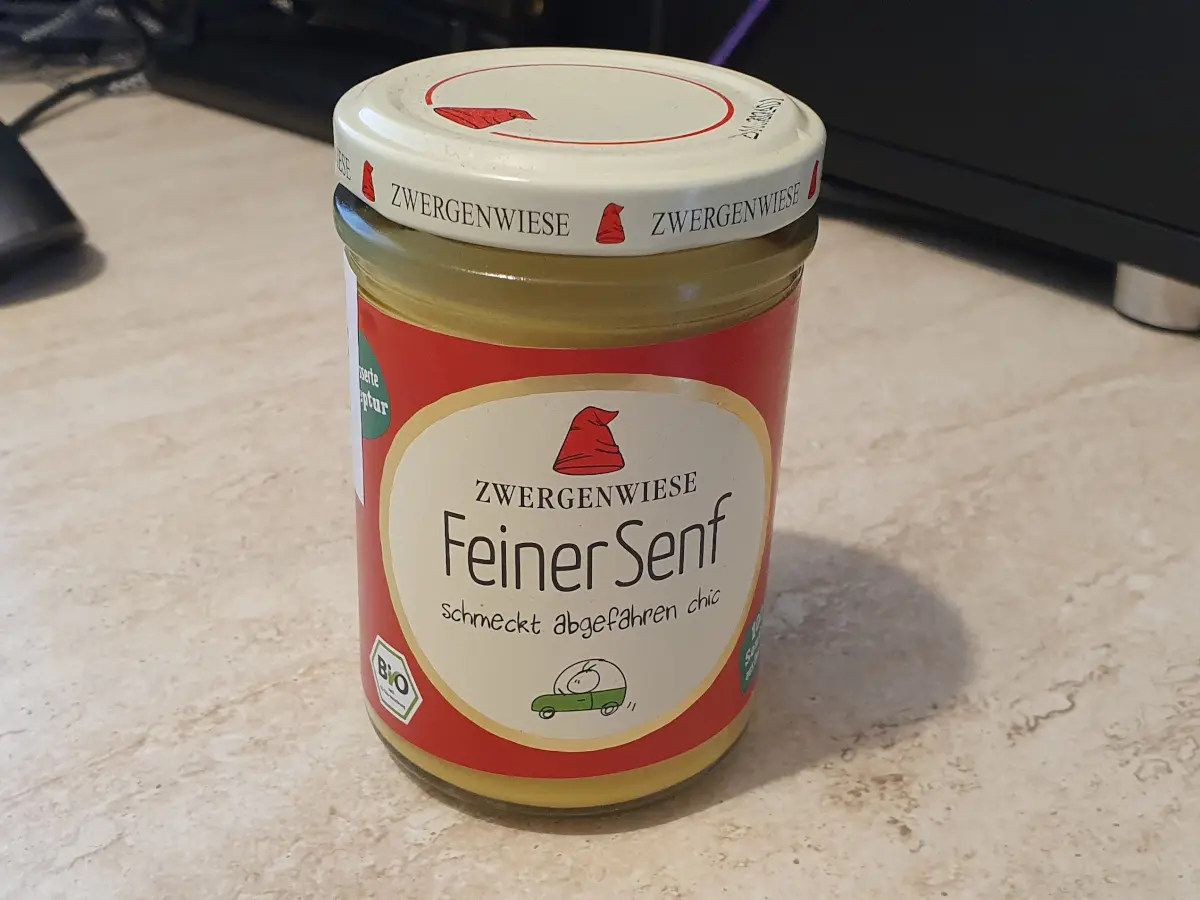 ZWERGENWIESE
ZWERGENWIESE
ZWERGENWIESE
Feiner Senf
schmeckt abgefahren chic
BiO